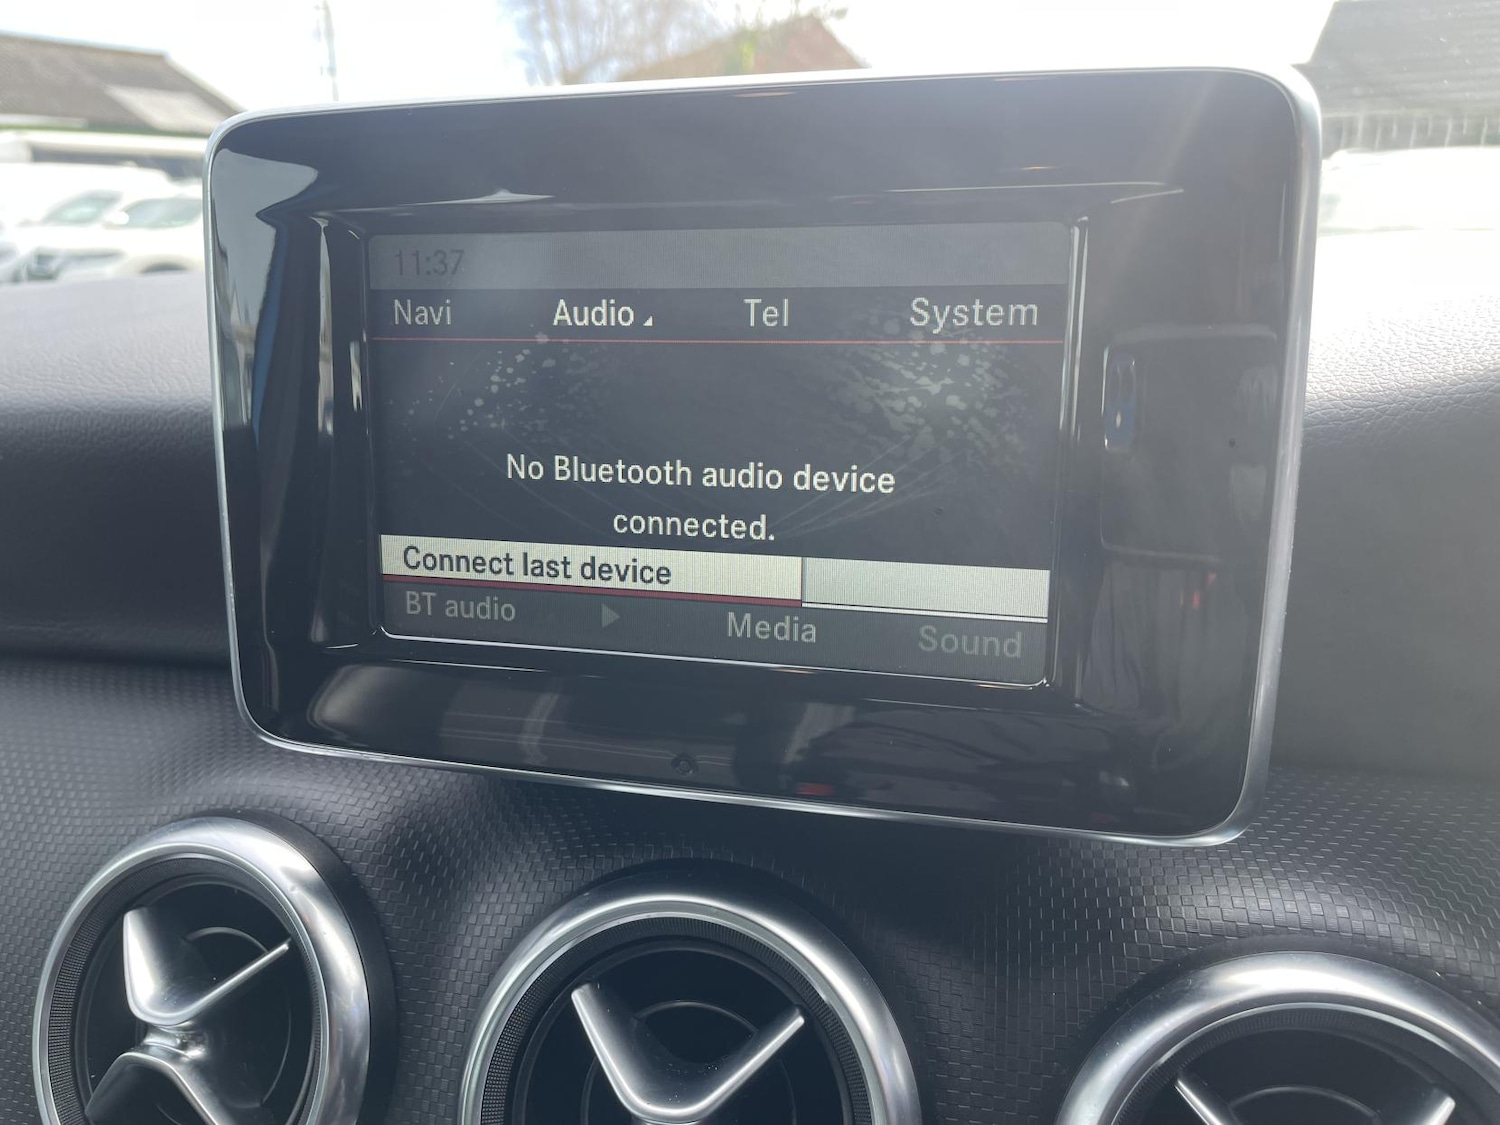 11:37
Navi Audio Tel System
No Bluetooth audio device
connected.
Connect last device
BT audio Media Sound